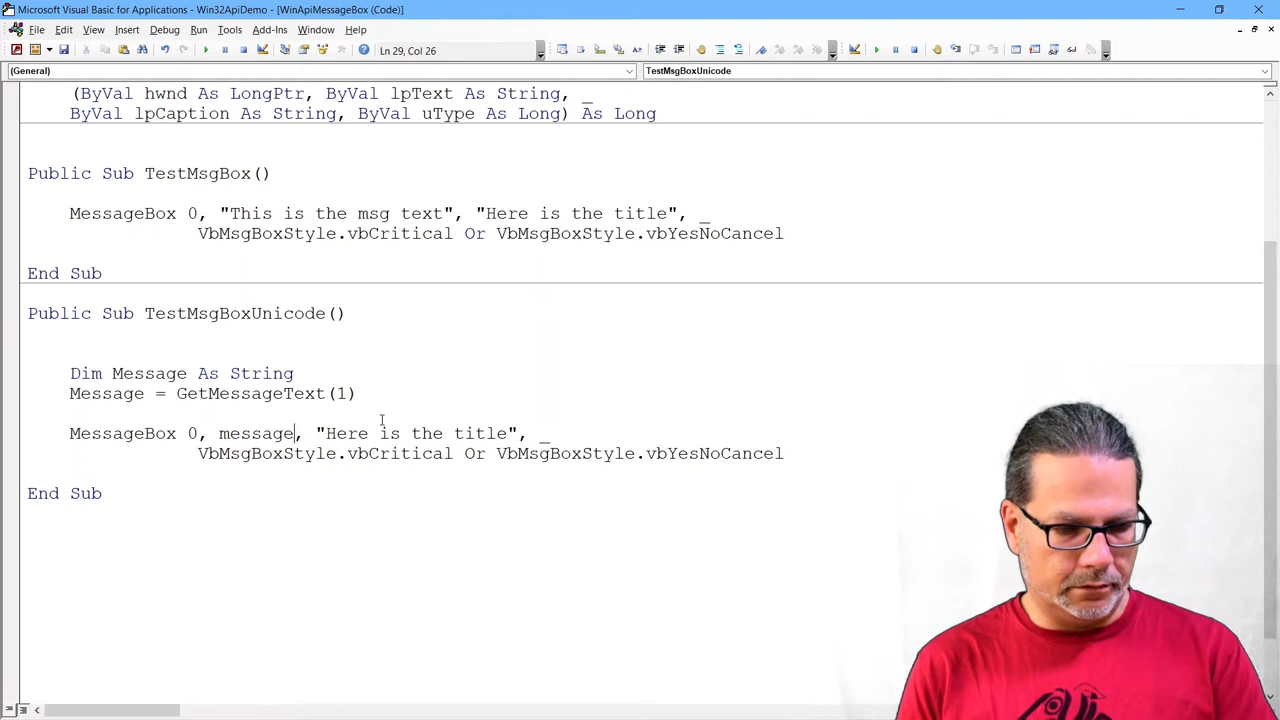 Microsoft Visual Basic for Applications - Win32ApiDemo - [WinApiMessageBox (Code)]
File Edit View Insert Debug Run Tools Add-Ins Window Help
Ln 29, Col 26
(General) TestMsgBoxUnicode
(ByVal hwnd As LongPtr, ByVal lpText As String, _
ByVal lpCaption As String, ByVal uType As Long) As Long
Public Sub TestMsgBox()
MessageBox 0, "This is the msg text", "Here is the title", _
VbMsgBoxStyle.vbCritical Or VbMsgBoxStyle.vbYesNoCancel
End Sub
Public Sub TestMsgBoxUnicode()
Dim Message As String
Message = GetMessageText(1)
MessageBox 0, message, "Here is the title", _
VbMsgBoxStyle.vbCritical Or VbMsgBoxStyle.vbYesNoCancel
End Sub